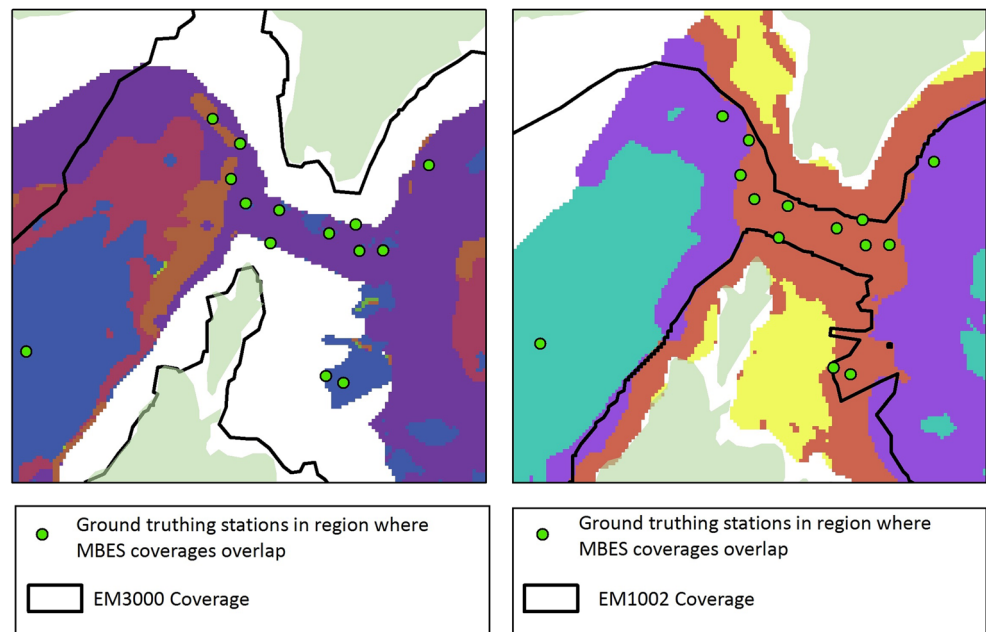 Ground truthing stations in region where
MBES coverages overlap
EM3000 Coverage
Ground truthing stations in region where
MBES coverages overlap
EM1002 Coverage